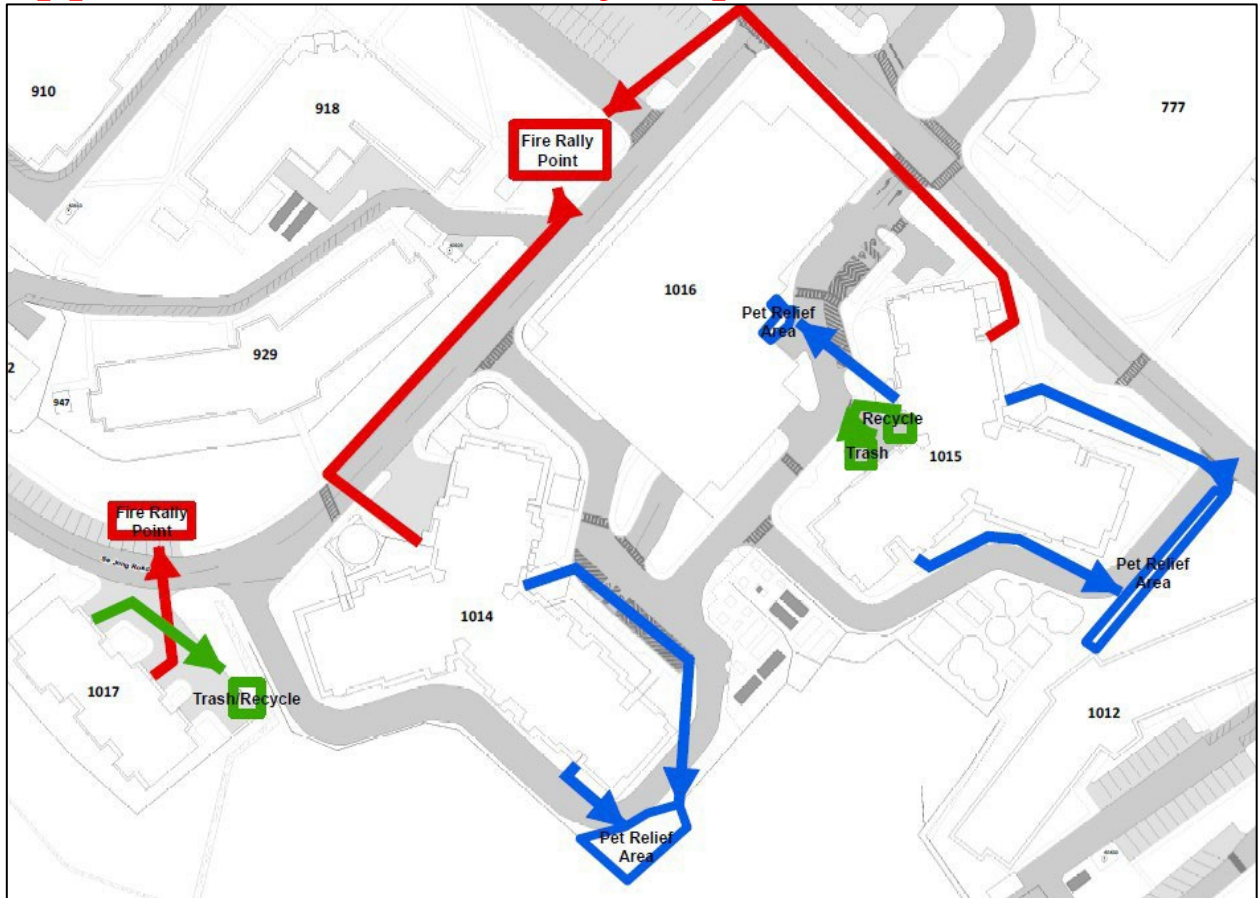 910
918
777
Fire Rally
Point
1016
Pet Relief
Area
929
947
2
Recycle
Trash
1015
Fire Rally
Point
Pet Relief
Area
1014
1017
Trash/Recycle
1012
Pet Relief
Area